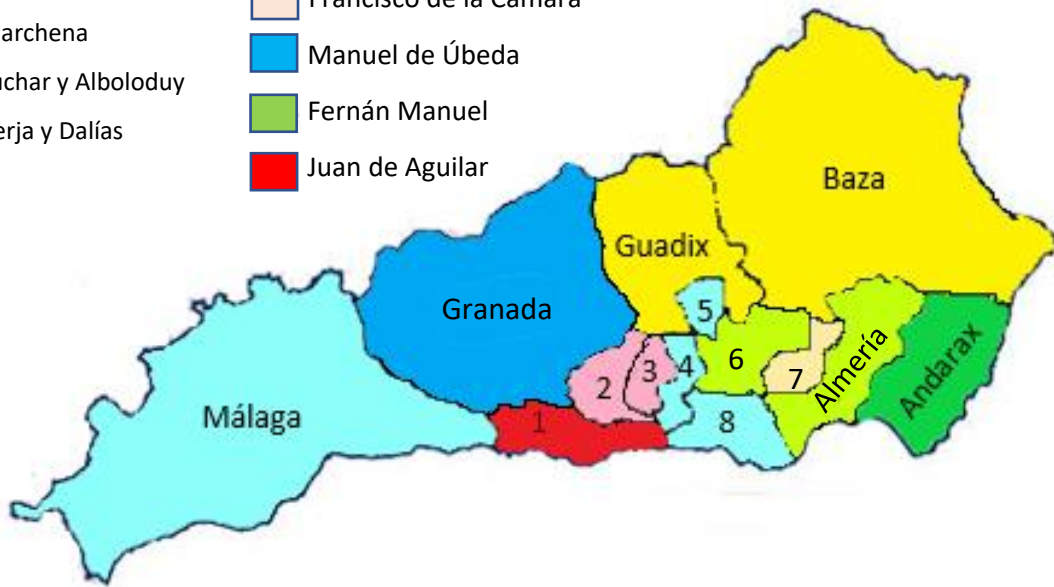 Francisco de la Cámara
archena
Manuel de Úbeda
uchar y Alboloduy
Fernán Manuel
erja y Dalías
Juan de Aguilar
Baza
Guadix
Granada
5
6
3
4
7
2
Almería
Andarax
Málaga
1
8